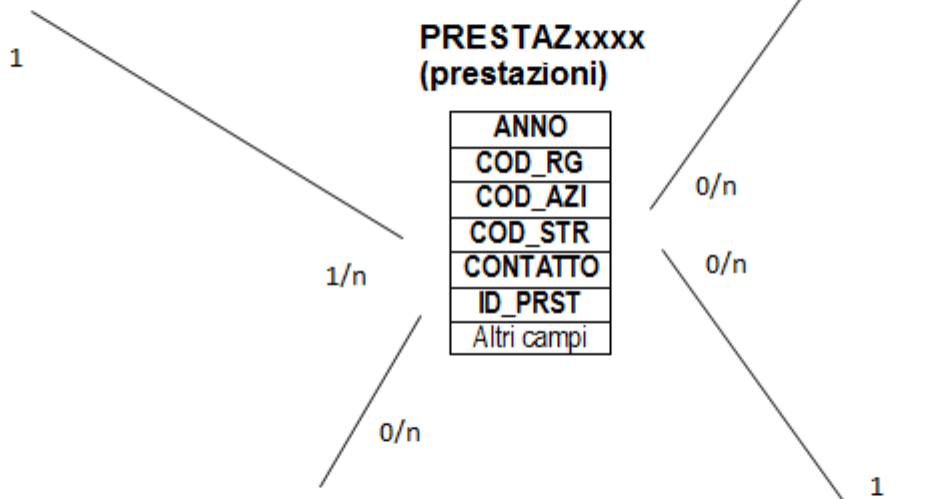 PRESTAZxxxx
(prestazioni)
1
ANNO
COD_RG
COD_AZI
COD_STR
CONTATTO
ID_PRST
Altri campi
0/n
0/n
1/n
0/n
1